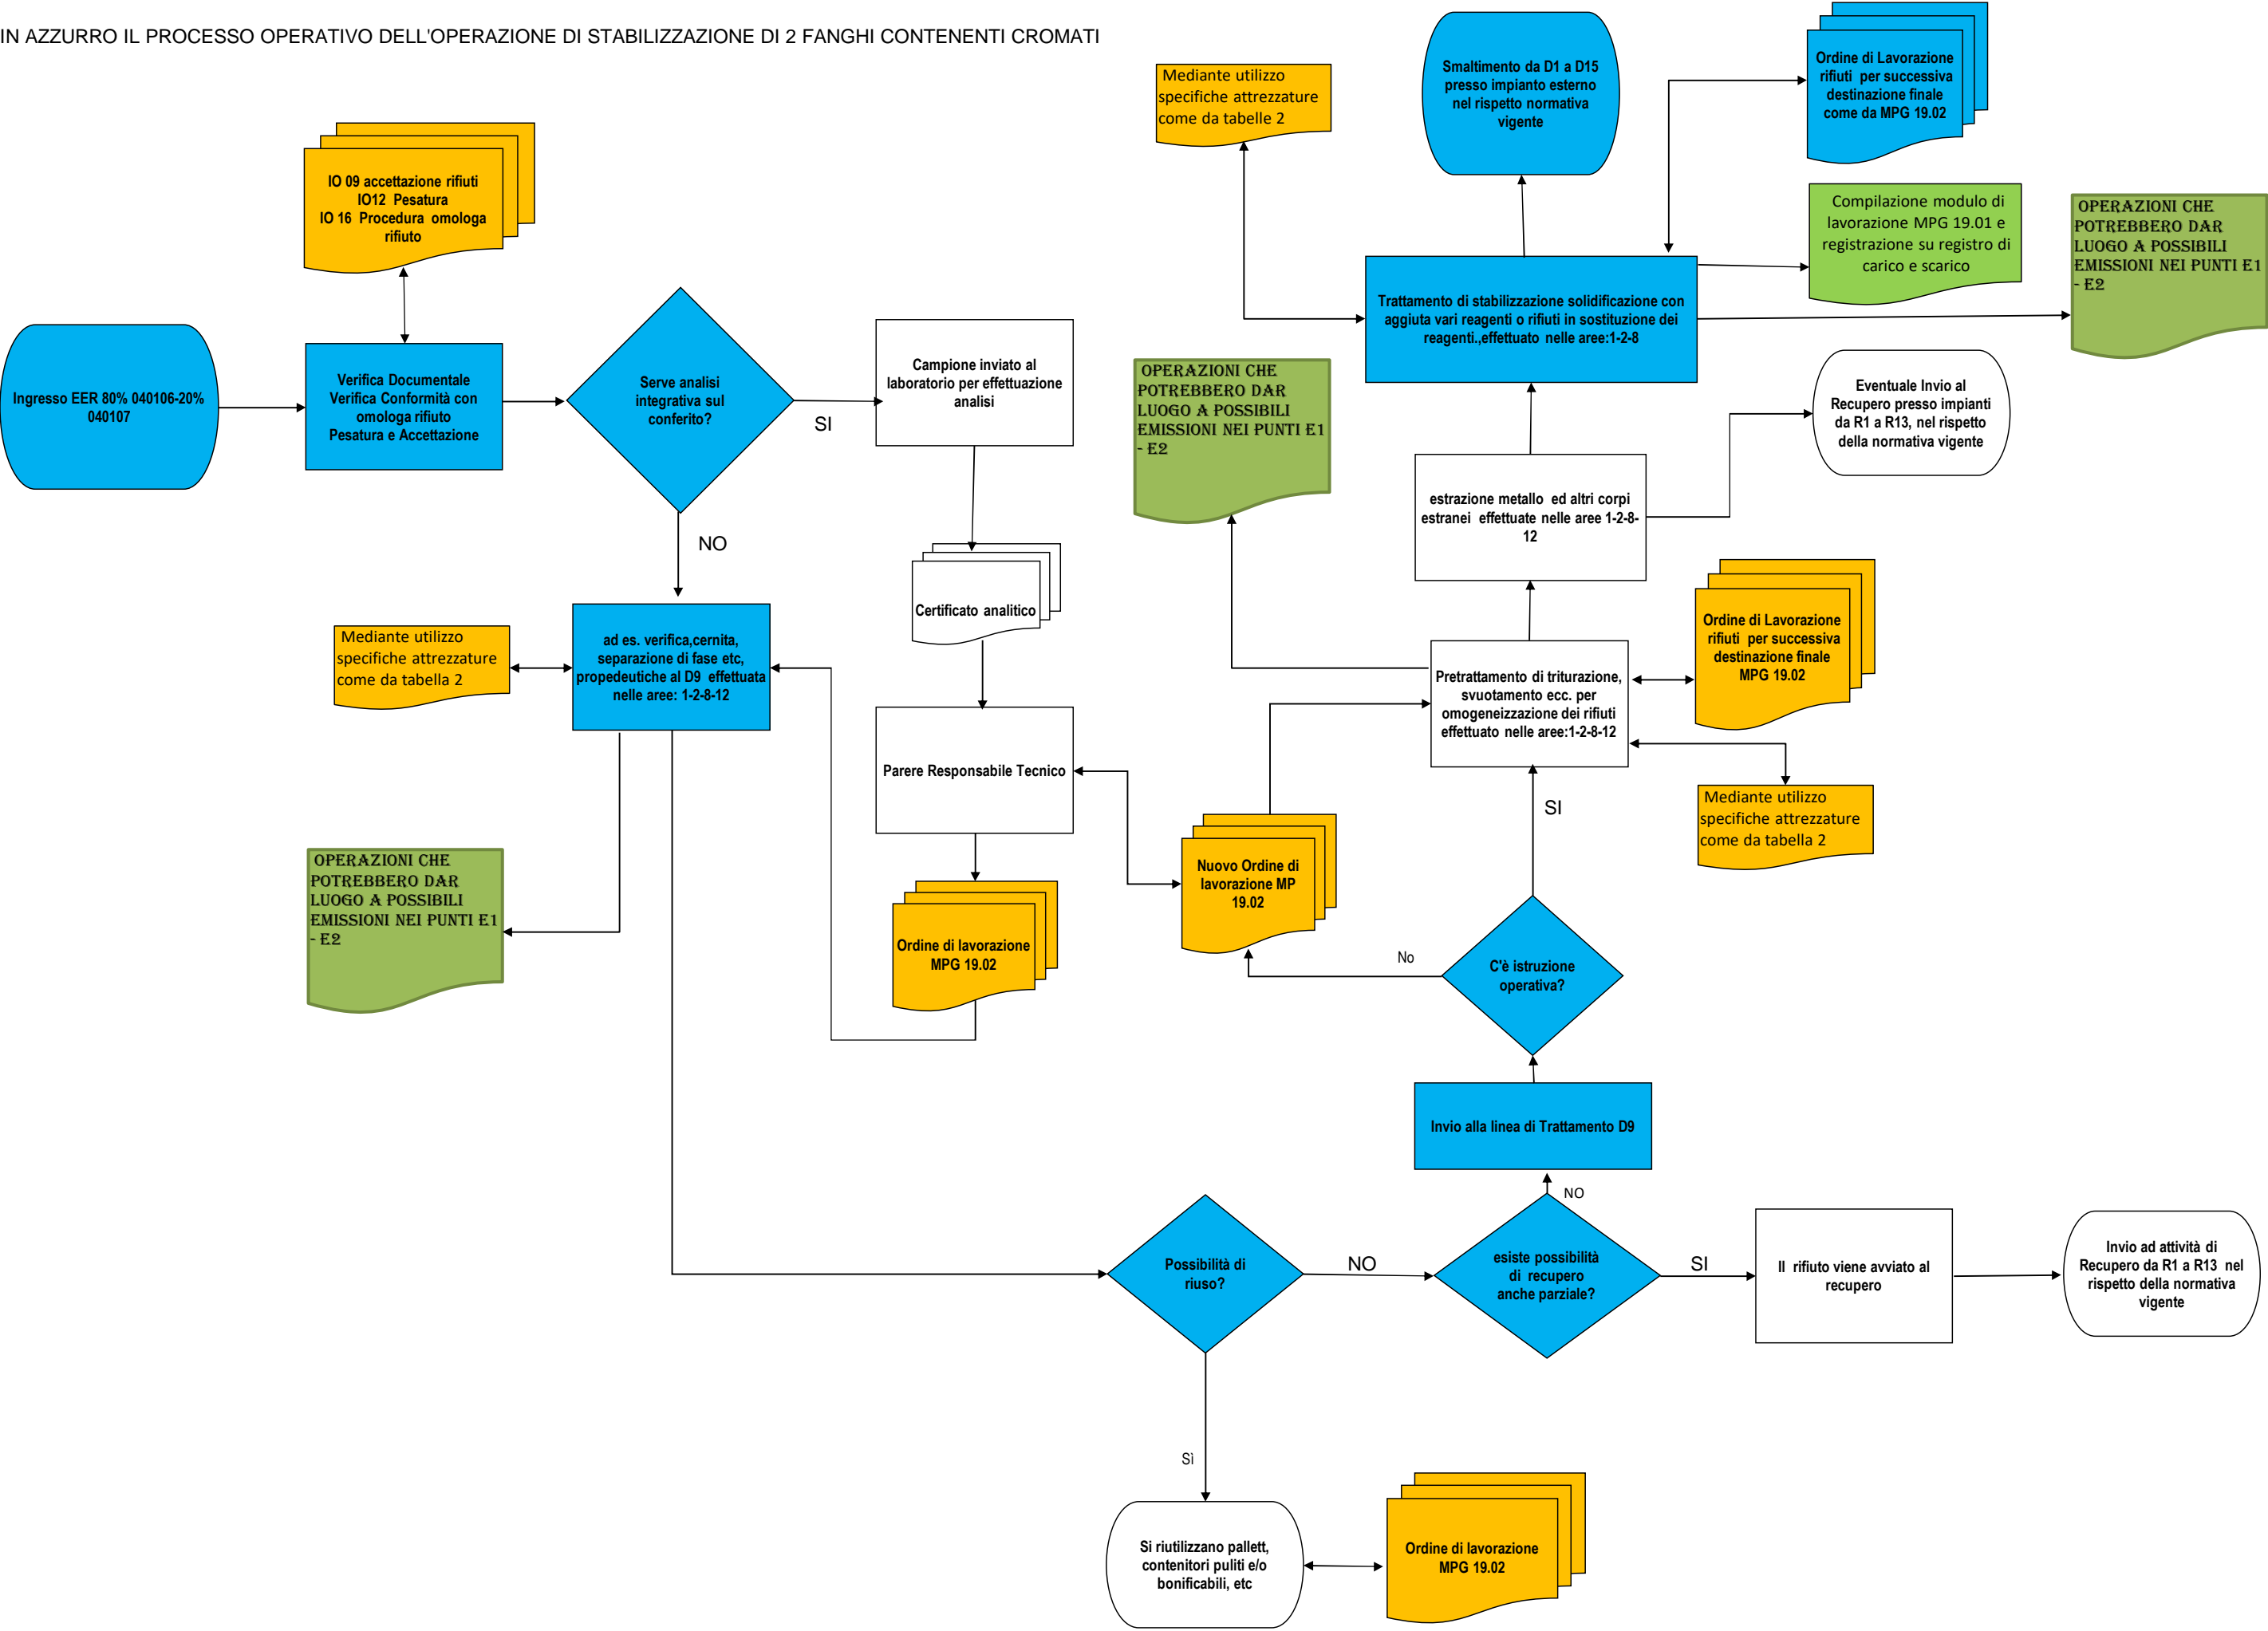 IN AZZURRO IL PROCESSO OPERATIVO DELL'OPERAZIONE DI STABILIZZAZIONE DI 2 FANGHI CONTENENTI CROMATI
IO 09 accettazione rifiuti
IO12 Pesatura
IO 16 Procedura omologa
rifiuto
Ingresso EER 80% 040106-20%
040107
Verifica Documentale
Verifica Conformità con
omologa rifiuto
Pesatura e Accettazione
Serve analisi
integrativa sul
conferito?
SI
NO
Campione inviato al
laboratorio per effettuazione
analisi
Certificato analitico
Parere Responsabile Tecnico
Ordine di lavorazione
MPG 19.02
Mediante utilizzo
specifiche attrezzature
come da tabella 2
ad es. verifica,cernita,
separazione di fase etc,
propedeutiche al D9 effettuata
nelle aree: 1-2-8-12
OPERAZIONI CHE
POTREBBERO DAR
LUOGO A POSSIBILI
EMISSIONI NEI PUNTI E1
- E2
Mediante utilizzo
specifiche attrezzature
come da tabelle 2
Smaltimento da D1 a D15
presso impianto esterno
nel rispetto normativa
vigente
Ordine di Lavorazione
rifiuti per successiva
destinazione finale
come da MPG 19.02
Compilazione modulo di
lavorazione MPG 19.01 e
registrazione su registro di
carico e scarico
OPERAZIONI CHE
POTREBBERO DAR
LUOGO A POSSIBILI
EMISSIONI NEI PUNTI E1
- E2
Trattamento di stabilizzazione solidificazione con
aggiuta vari reagenti o rifiuti in sostituzione dei
reagenti.,effettuato nelle aree:1-2-8
OPERAZIONI CHE
POTREBBERO DAR
LUOGO A POSSIBILI
EMISSIONI NEI PUNTI E1
- E2
Eventuale Invio al
Recupero presso impianti
da R1 a R13, nel rispetto
della normativa vigente
estrazione metallo ed altri corpi
estranei effettuate nelle aree 1-2-8-
12
Ordine di Lavorazione
rifiuti per successiva
destinazione finale
MPG 19.02
Pretrattamento di triturazione,
svuotamento ecc. per
omogeneizzazione dei rifiuti
effettuato nelle aree:1-2-8-12
Mediante utilizzo
specifiche attrezzature
come da tabella 2
SI
Nuovo Ordine di
lavorazione MP
19.02
No
C'è istruzione
operativa?
Invio alla linea di Trattamento D9
NO
Possibilità di
riuso?
NO
esiste possibilità
di recupero
anche parziale?
SI
Il rifiuto viene avviato al
recupero
Invio ad attività di
Recupero da R1 a R13 nel
rispetto della normativa
vigente
Sì
Si riutilizzano pallett,
contenitori puliti e/o
bonificabili, etc
Ordine di lavorazione
MPG 19.02